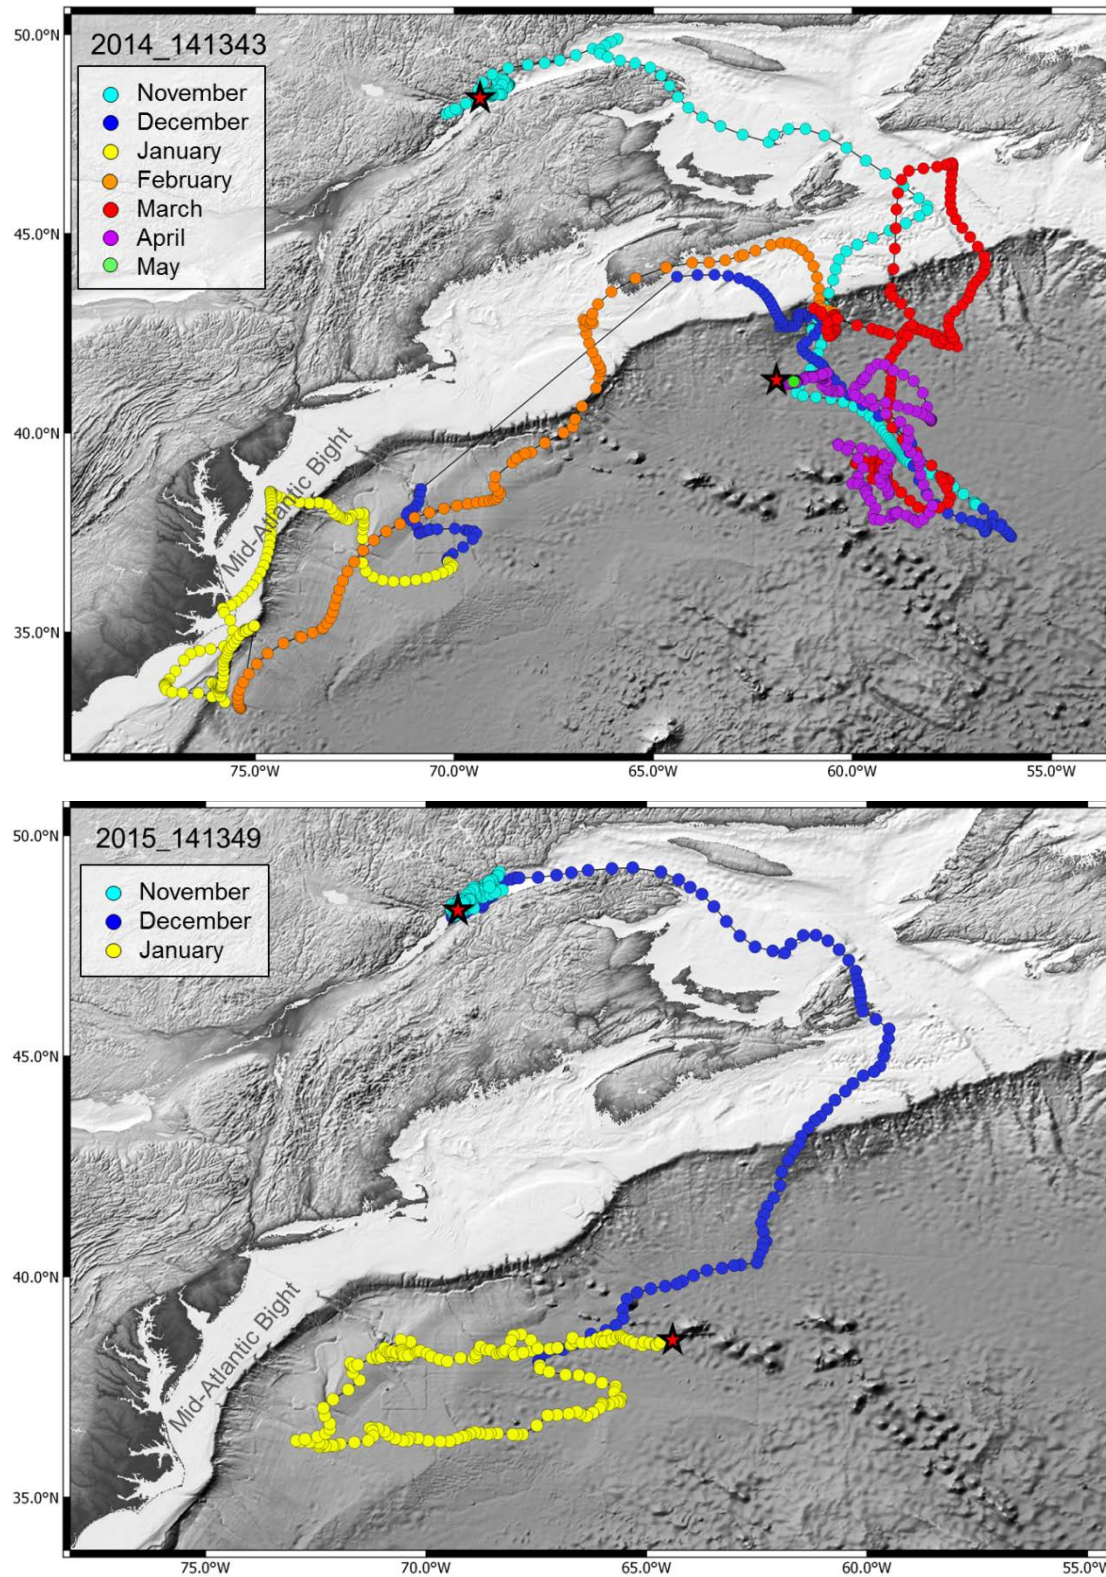 50.0°N
2014_141343
November
December
January
February
March
April
May
45.0°N
40.0°N
Mid-Atlantic Bight
35.0°N
75.0°W 70.0°W 65.0°W 60.0°W 55.0°W
50.0°N
2015_141349
November
December
January
45.0°N
40.0°N
Mid-Atlantic Bight
35.0°N
75.0°W 70.0°W 65.0°W 60.0°W 55.0°W